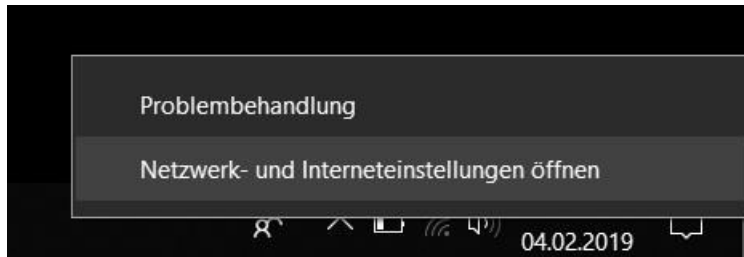 Problembehandlung
Netzwerk- und Interneteinstellungen öffnen
04.02.2019